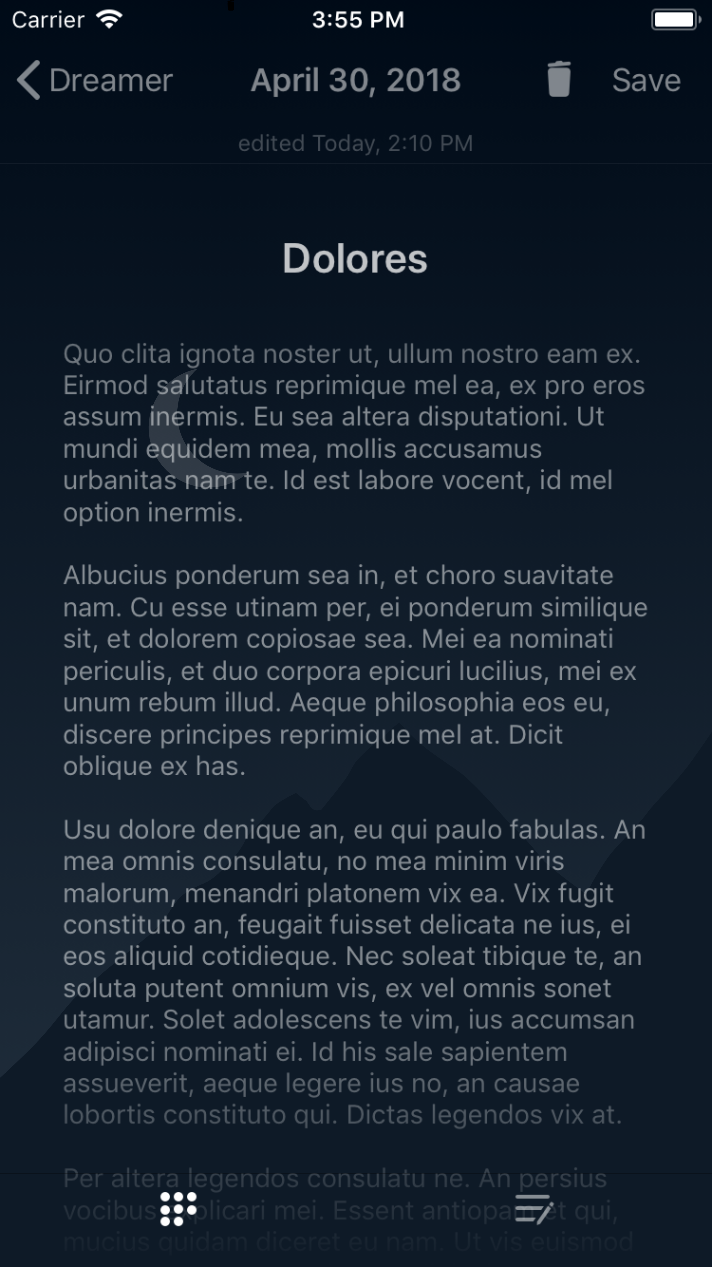 Carrier 3:55 PM
Dreamer April 30, 2018 Save
edited Today, 2:10 PM
Dolores
Quo clita ignota noster ut, ullum nostro eam ex.
Eirmod salutatus reprimique mel ea, ex pro eros
assum inermis. Eu sea altera disputationi. Ut
mundi equidem mea, mollis accusamus
urbanitas nam te. Id est labore vocent, id mel
option inermis.
Albucius ponderum sea in, et choro suavitate
nam. Cu esse utinam per, ei ponderum similique
sit, et dolorem copiosae sea. Mei ea nominati
periculis, et duo corpora epicuri lucilius, mei ex
unum rebum illud. Aeque philosophia eos eu,
discere principes reprimique mel at. Dicit
oblique ex has.
Usu dolore denique an, eu qui paulo fabulas. An
mea omnis consulatu, no mea minim viris
malorum, menandri platonem vix ea. Vix fugit
constituto an, feugait fuisset delicata ne ius, ei
eos aliquid cotidieque. Nec soleat tibique te, an
soluta putent omnium vis, ex vel omnis sonet
utamur. Solet adolescens te vim, ius accumsan
adipisci nominati ei. Id his sale sapientem
assueverit, aeque legere ius no, an causae
lobortis constituto qui. Dictas legendos vix at.
Per altera legendos consulatu ne. An persius
vocibus mei. Essent antiopam et qui,
mucius quidam diceret eu nam. Ut vis euismod